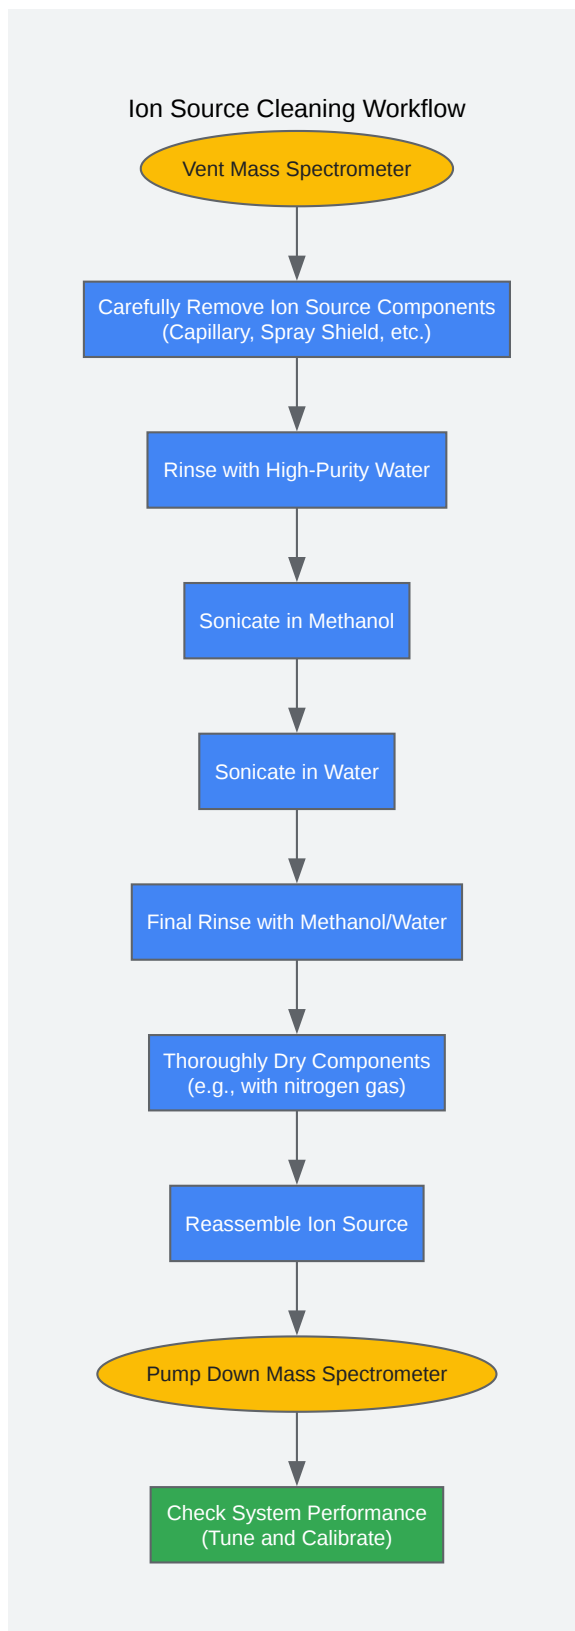 Ion Source Cleaning Workflow
Vent Mass Spectrometer
Carefully Remove Ion Source Components
(Capillary, Spray Shield, etc.)
Rinse with High-Purity Water
Sonicate in Methanol
Sonicate in Water
Final Rinse with Methanol/Water
Thoroughly Dry Components
(e.g., with nitrogen gas)
Reassemble Ion Source
Pump Down Mass Spectrometer
Check System Performance
(Tune and Calibrate)